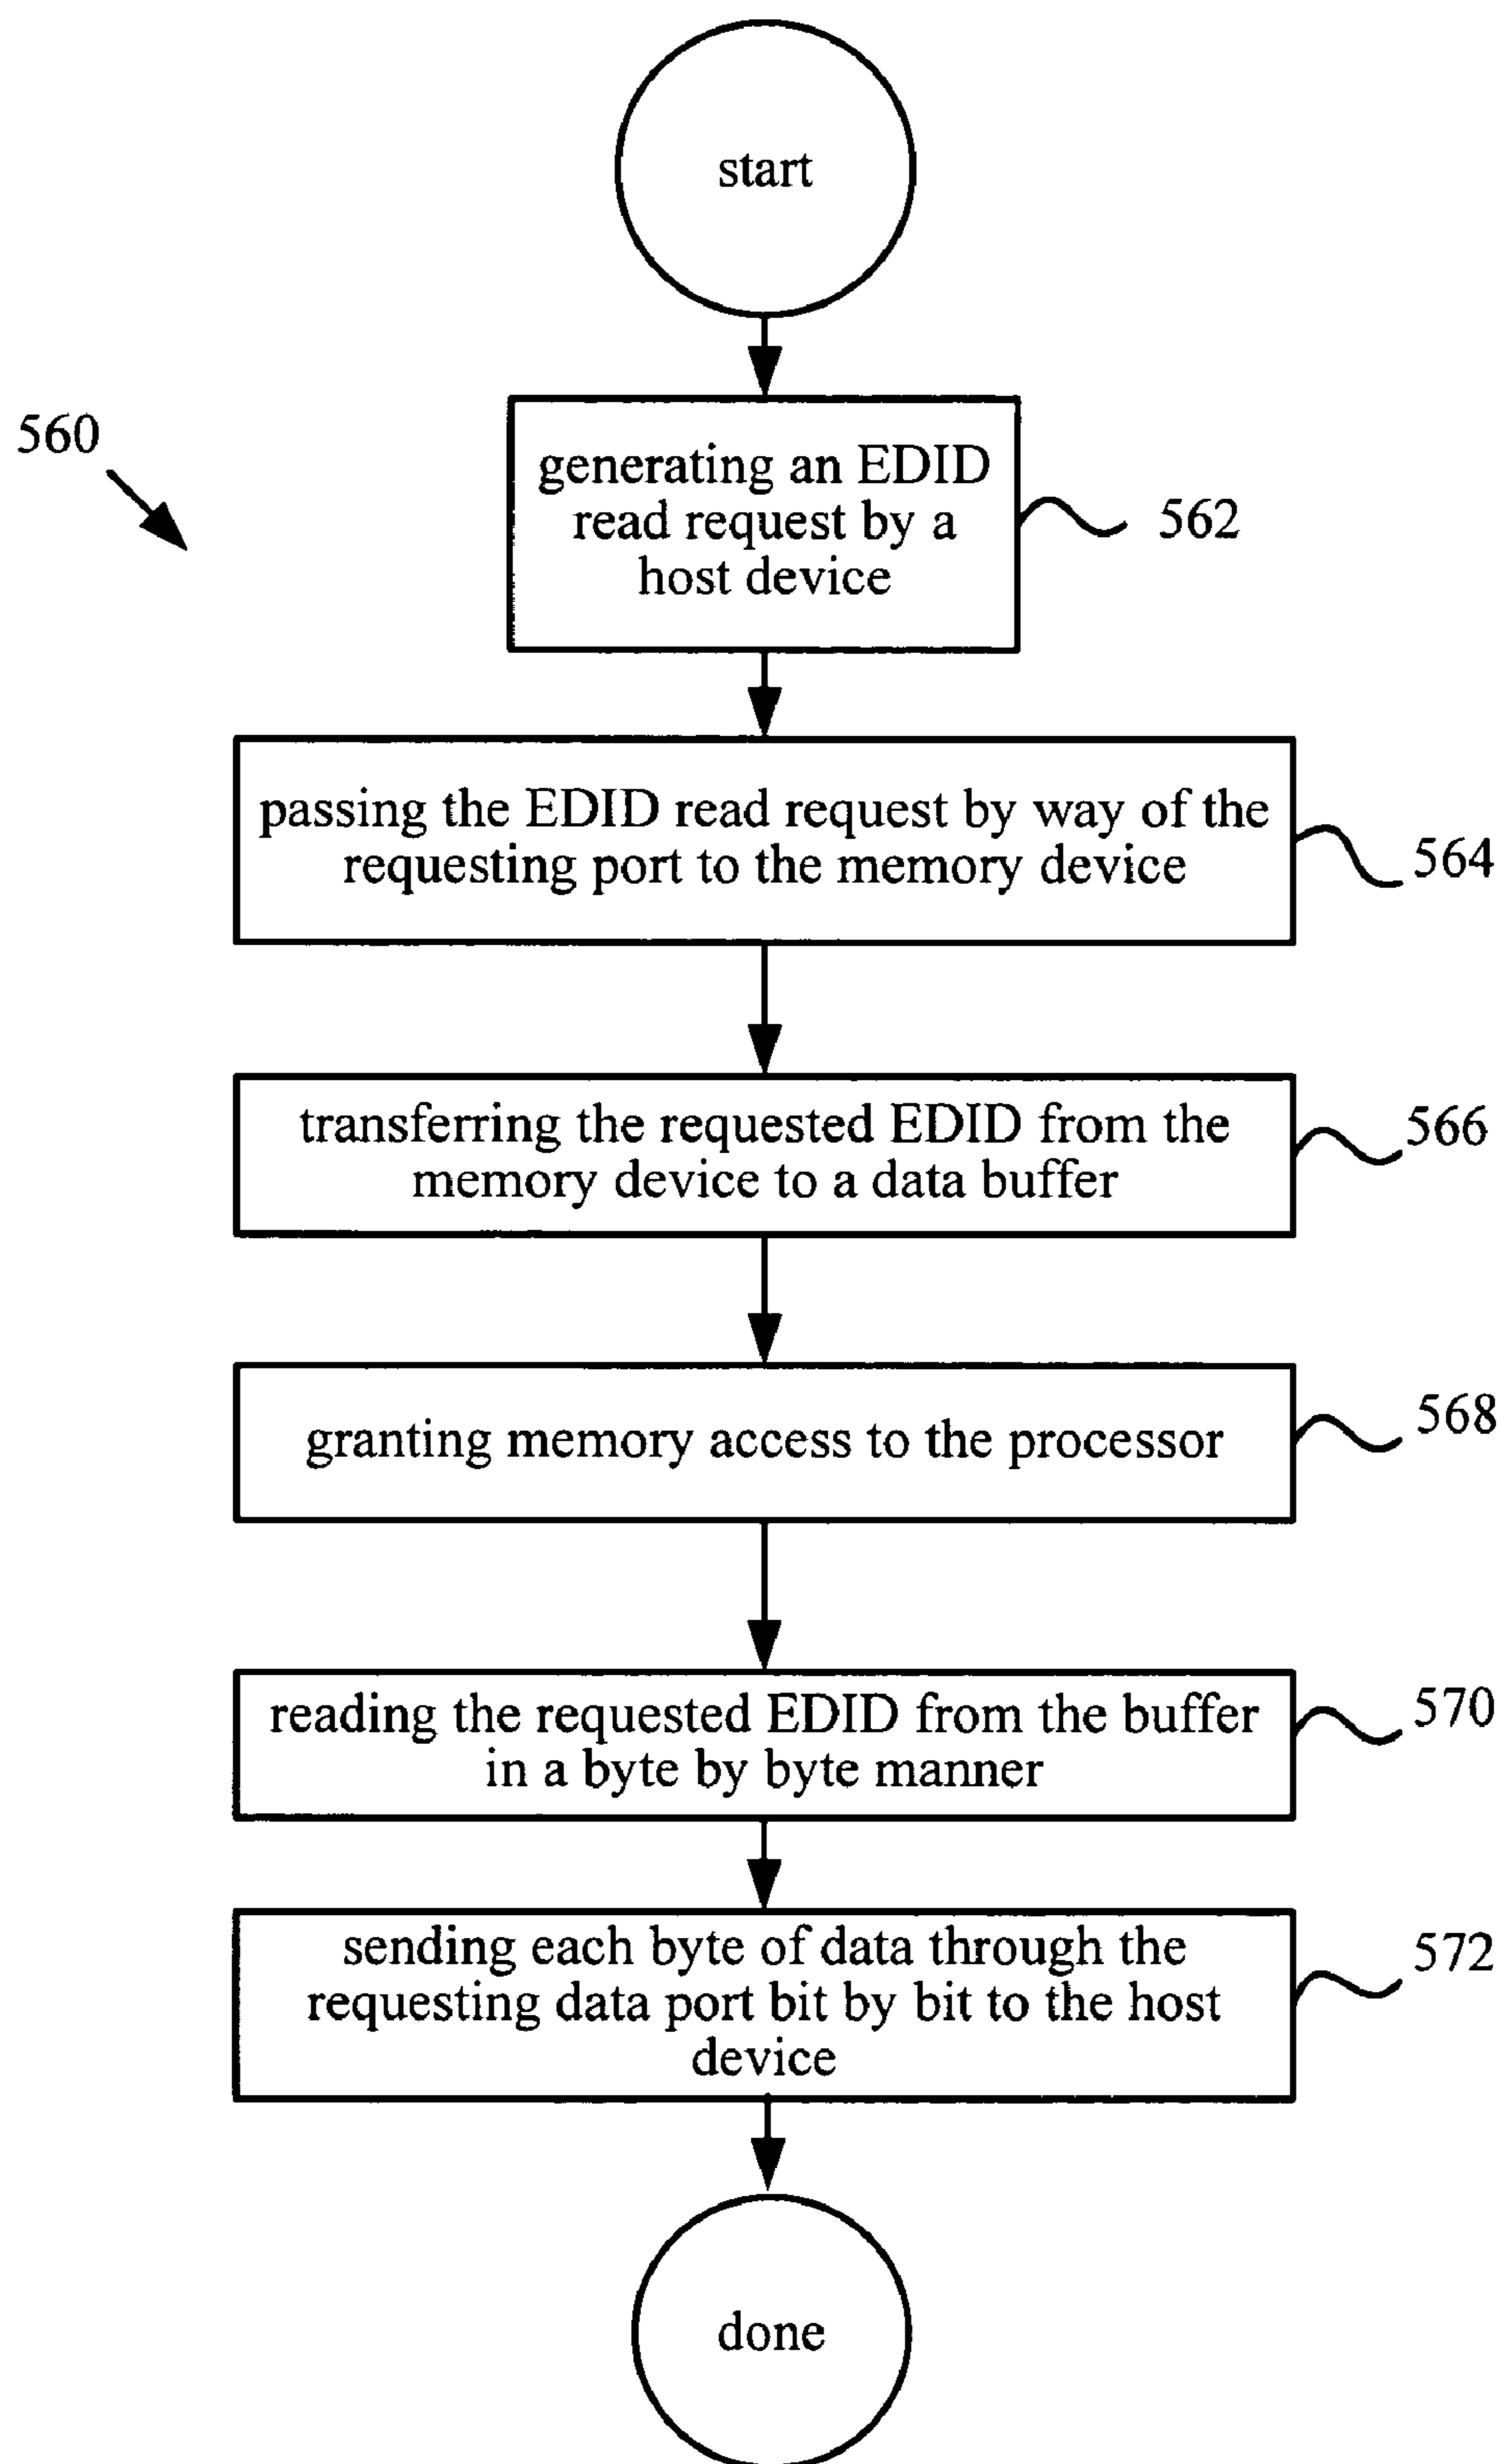 start
560
generating an EDID
read request by a
host device
562
passing the EDID read request by way of the
requesting port to the memory device
564
transferring the requested EDID from the
memory device to a data buffer
566
granting memory access to the processor
568
reading the requested EDID from the buffer
in a byte by byte manner
570
sending each byte of data through the
requesting data port bit by bit to the host
device
572
done